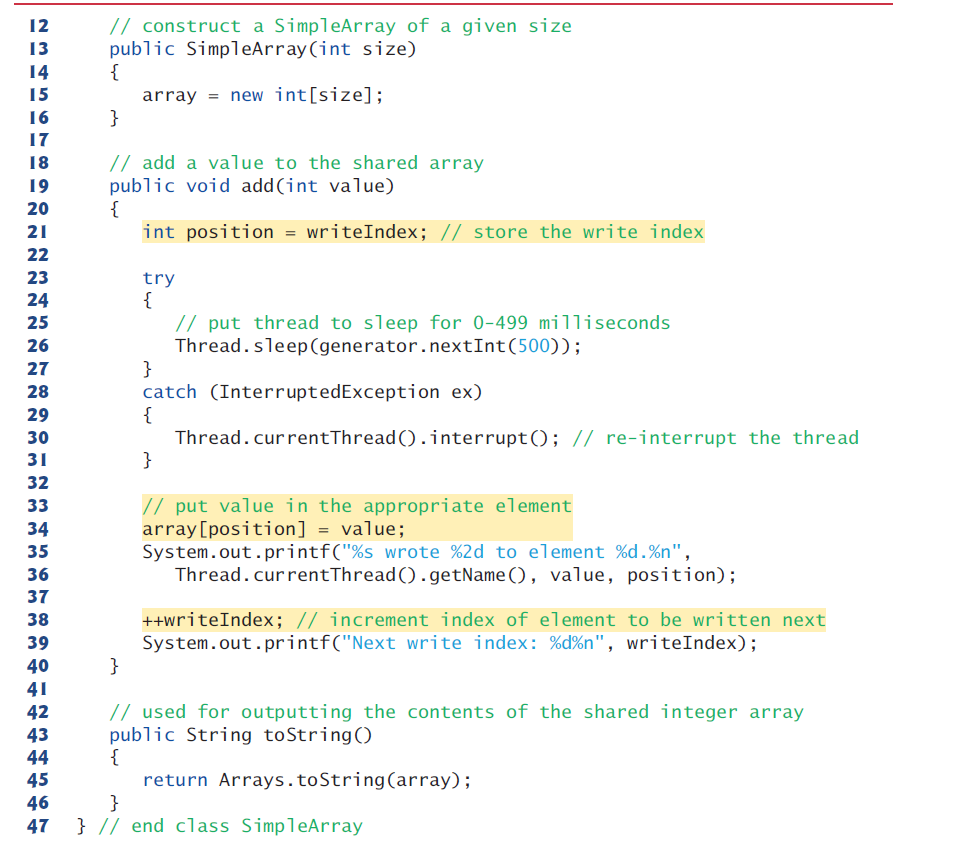 12 // construct a SimpleArray of a given size
13 public SimpleArray(int size)
14 {
15 array = new int[size];
16 }
17
18 // add a value to the shared array
19 public void add(int value)
20 {
21 int position = writeIndex; // store the write index
22
23 try
24 {
25 // put thread to sleep for 0-499 milliseconds
26 Thread.sleep(generator.nextInt(500));
27 }
28 catch (InterruptedException ex)
29 {
30 Thread.currentThread().interrupt(); // re-interrupt the thread
31 }
32
33 // put value in the appropriate element
34 array[position] = value;
35 System.out.printf("%s wrote %2d to element %d.%n",
36 Thread.currentThread().getName(), value, position);
37
38 ++writeIndex; // increment index of element to be written next
39 System.out.printf("Next write index: %d%n", writeIndex);
40 }
41
42 // used for outputting the contents of the shared integer array
43 public String toString()
44 {
45 return Arrays.toString(array);
46 }
47 } // end class SimpleArray